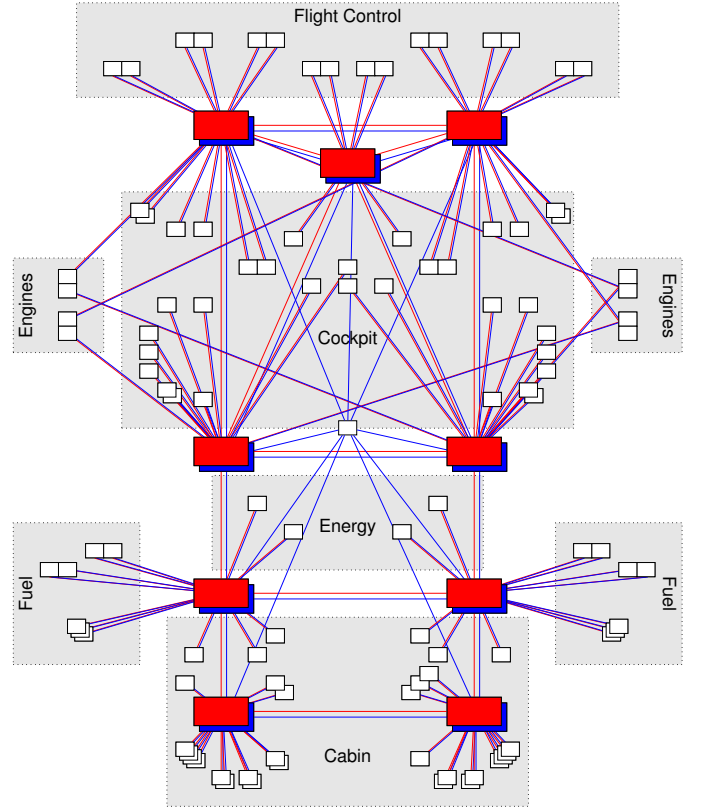 Flight Control
Engines
Engines
Cockpit
Energy
Fuel
Fuel
Cabin